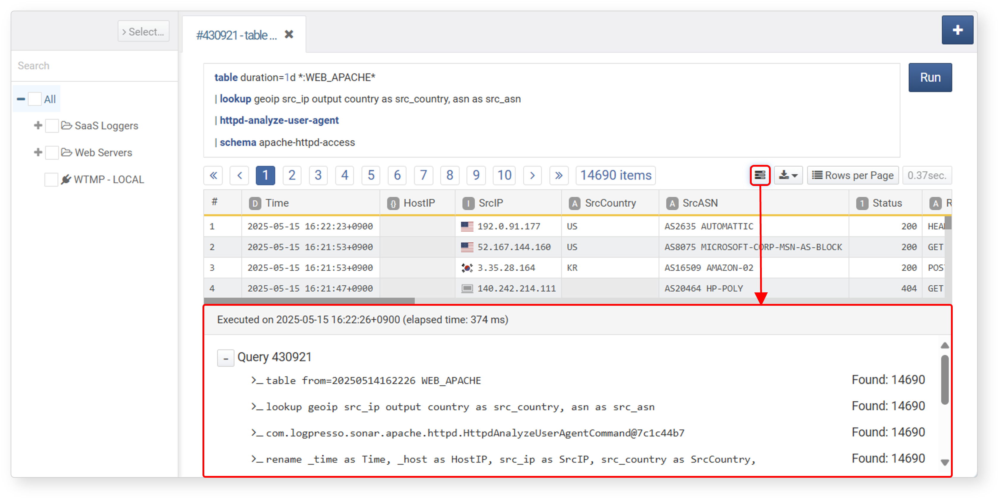 > Select...
#430921 - table ... ✖
+
Search
All
SaaS Loggers
Web Servers
WTMP - LOCAL
table duration=1d *:WEB_APACHE*
| lookup geoip src_ip output country as src_country, asn as src_asn
| httpd-analyze-user-agent
| schema apache-httpd-access
Run
« ‹ 1 2 3 4 5 6 7 8 9 10 › » 14690 items Rows per Page 0.37sec.
# D Time {} HostIP I SrcIP A SrcCountry A SrcASN 1 Status A R
1 2025-05-15 16:22:23+0900 192.0.91.177 US AS2635 AUTOMATTIC 200 HEA
2 2025-05-15 16:21:53+0900 52.167.144.160 US AS8075 MICROSOFT-CORP-MSN-AS-BLOCK 200 GET
3 2025-05-15 16:21:53+0900 3.35.28.164 KR AS16509 AMAZON-02 200 POS
4 2025-05-15 16:21:47+0900 140.242.214.111 AS20464 HP-POLY 404 GET
Executed on 2025-05-15 16:22:26+0900 (elapsed time: 374 ms)
- Query 430921
>_ table from=20250514162226 WEB_APACHE Found: 14690
>_ lookup geoip src_ip output country as src_country, asn as src_asn Found: 14690
>_ com.logpresso.sonar.apache.httpd.HttpdAnalyzeUserAgentCommand@7c1c44b7 Found: 14690
>_ rename _time as Time, _host as HostIP, src_ip as SrcIP, src_country as SrcCountry, Found: 14690